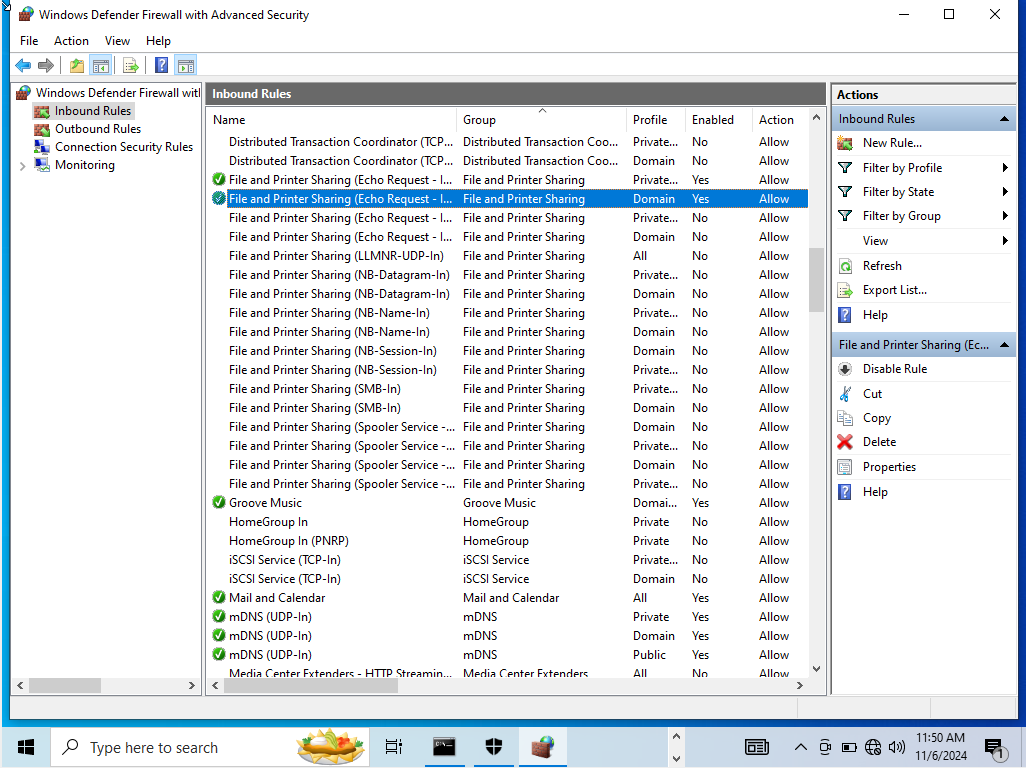 Windows Defender Firewall with Advanced Security
File Action View Help
Windows Defender Firewall with
Inbound Rules
Outbound Rules
Connection Security Rules
Monitoring
Inbound Rules
Name Group Profile Enabled Action
Distributed Transaction Coordinator (TCP... Distributed Transaction Coo... Private... No Allow
Distributed Transaction Coordinator (TCP... Distributed Transaction Coo... Domain No Allow
File and Printer Sharing (Echo Request - I... File and Printer Sharing Private... Yes Allow
File and Printer Sharing (Echo Request - I... File and Printer Sharing Domain Yes Allow
File and Printer Sharing (Echo Request - I... File and Printer Sharing Private... No Allow
File and Printer Sharing (Echo Request - I... File and Printer Sharing Domain No Allow
File and Printer Sharing (LLMNR-UDP-In) File and Printer Sharing All No Allow
File and Printer Sharing (NB-Datagram-In) File and Printer Sharing Private... No Allow
File and Printer Sharing (NB-Datagram-In) File and Printer Sharing Domain No Allow
File and Printer Sharing (NB-Name-In) File and Printer Sharing Private... No Allow
File and Printer Sharing (NB-Name-In) File and Printer Sharing Domain No Allow
File and Printer Sharing (NB-Session-In) File and Printer Sharing Domain No Allow
File and Printer Sharing (NB-Session-In) File and Printer Sharing Private... No Allow
File and Printer Sharing (SMB-In) File and Printer Sharing Private... No Allow
File and Printer Sharing (SMB-In) File and Printer Sharing Domain No Allow
File and Printer Sharing (Spooler Service -... File and Printer Sharing Domain No Allow
File and Printer Sharing (Spooler Service -... File and Printer Sharing Private... No Allow
File and Printer Sharing (Spooler Service -... File and Printer Sharing Domain No Allow
File and Printer Sharing (Spooler Service -... File and Printer Sharing Private... No Allow
Groove Music Groove Music Domai... Yes Allow
HomeGroup In HomeGroup Private No Allow
HomeGroup In (PNRP) HomeGroup Private No Allow
iSCSI Service (TCP-In) iSCSI Service Private... No Allow
iSCSI Service (TCP-In) iSCSI Service Domain No Allow
Mail and Calendar Mail and Calendar All Yes Allow
mDNS (UDP-In) mDNS Private Yes Allow
mDNS (UDP-In) mDNS Domain Yes Allow
mDNS (UDP-In) mDNS Public Yes Allow
Media Center Extenders - HTTP Streamin... Media Center Extenders All No Allow
Actions
Inbound Rules
New Rule...
Filter by Profile
Filter by State
Filter by Group
View
Refresh
Export List...
Help
File and Printer Sharing (Ec...
Disable Rule
Cut
Copy
Delete
Properties
Help
Type here to search
11:50 AM
11/6/2024
1